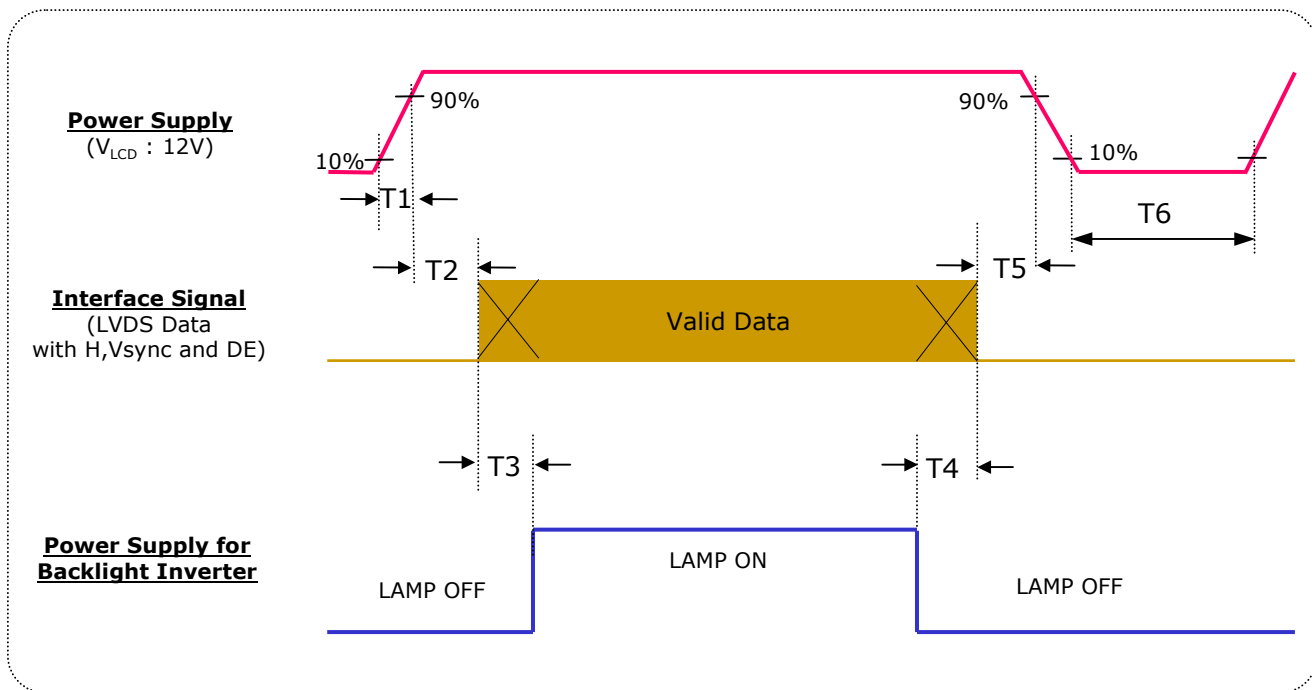 Power Supply
(VLCD : 12V)
10%
90%
90%
10%
T1
T2
T5
T6
Interface Signal
(LVDS Data
with H,Vsync and DE)
Valid Data
T3
T4
Power Supply for
Backlight Inverter
LAMP OFF
LAMP ON
LAMP OFF